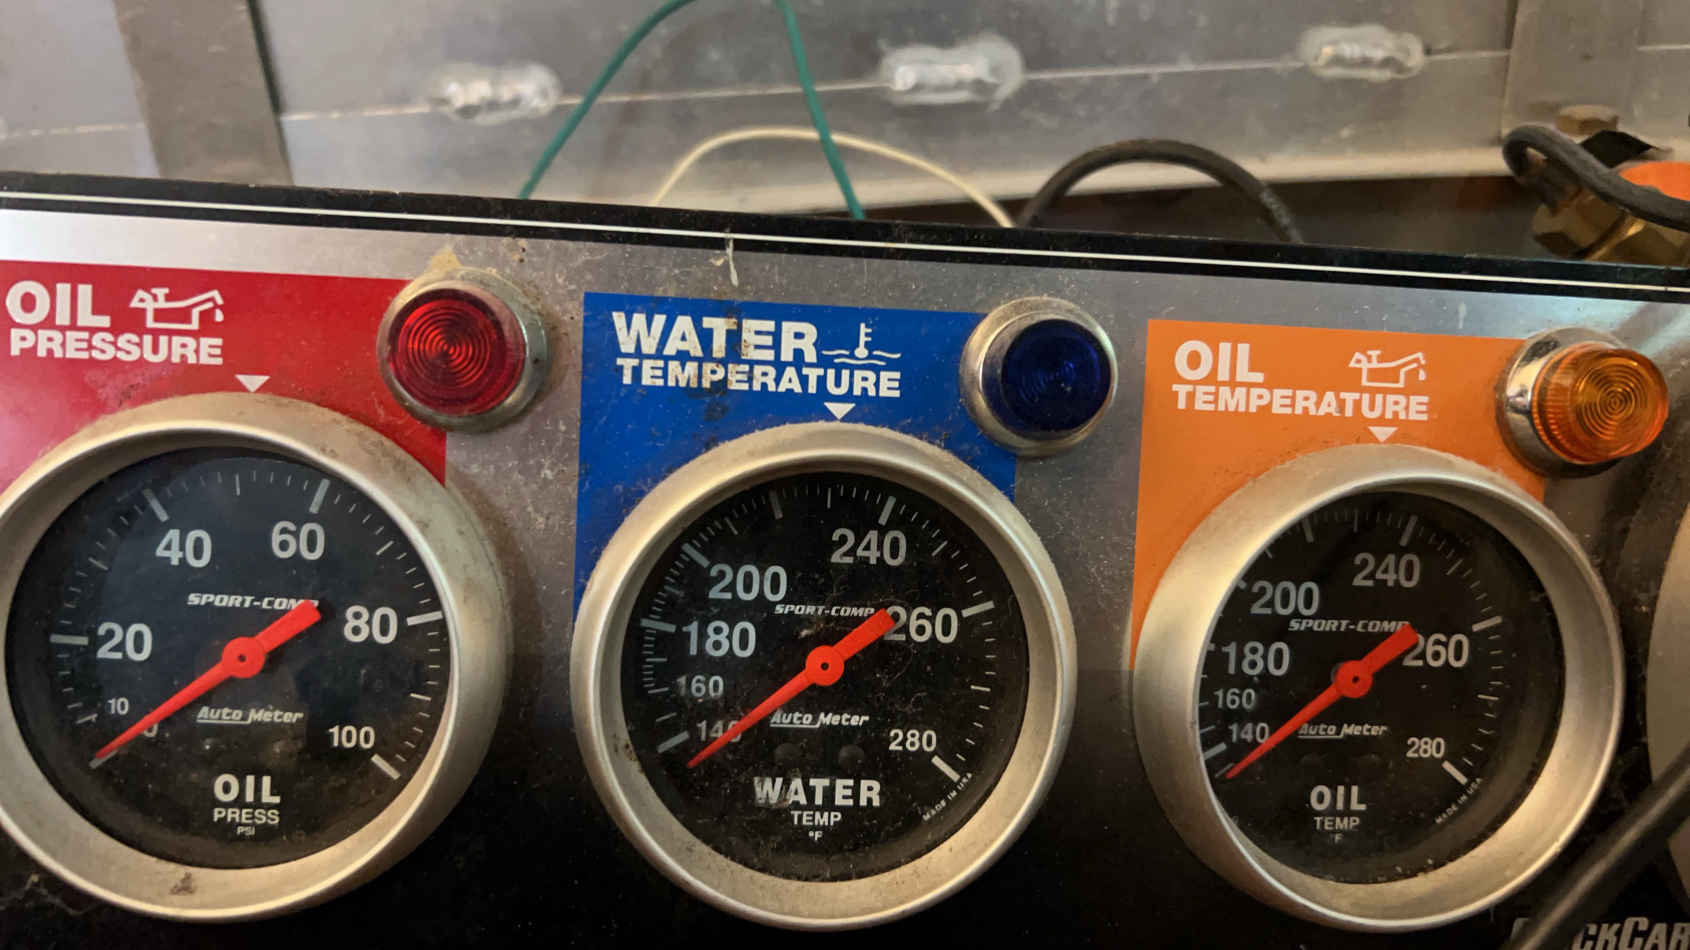 OIL
PRESSURE
40
60
SPORT-COMP
20
80
10
0
Auto Meter
100
OIL
PRESS
PSI
WATER
TEMPERATURE
240
200
SPORT-COMP
180
260
160
140
Auto Meter
280
WATER
TEMP
°F
MADE IN USA
OIL
TEMPERATURE
240
200
SPORT-COMP
180
260
160
140
Auto Meter
280
OIL
TEMP
°F
MADE IN USA